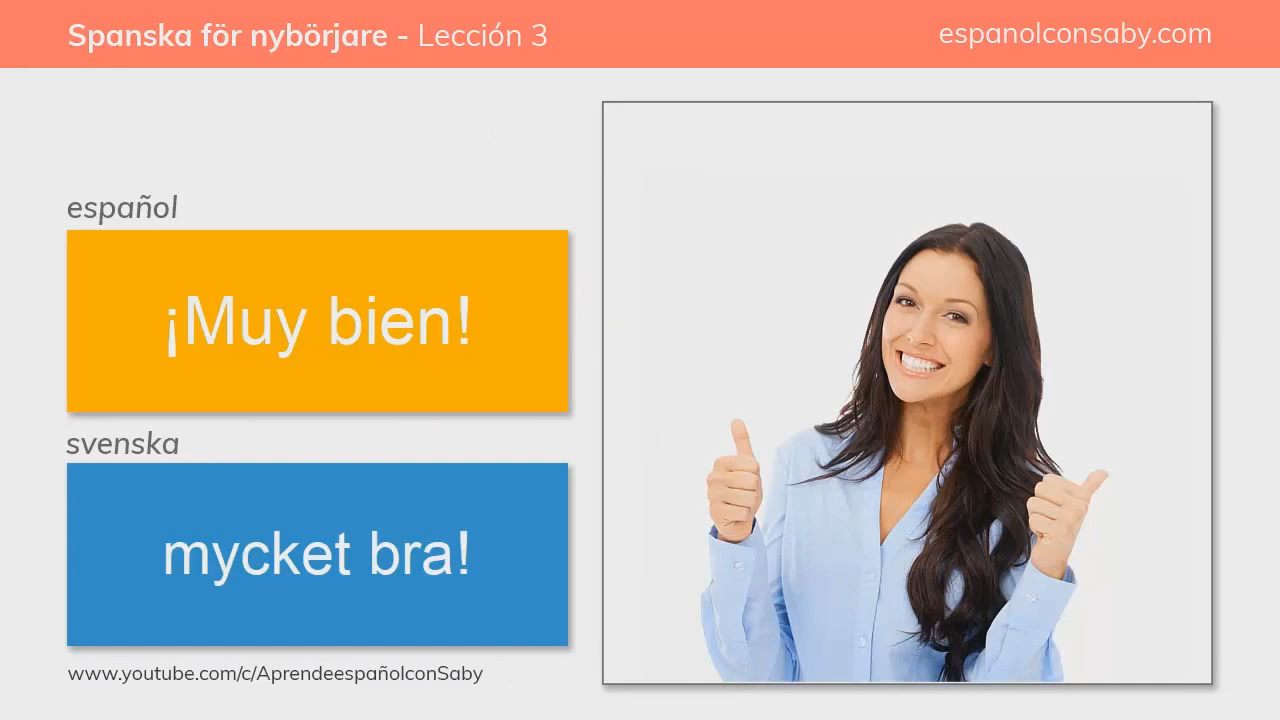 Spanska för nybörjare - Lección 3
espanolconsaby.com
español
¡Muy bien!
svenska
mycket bra!
www.youtube.com/c/AprendeespañolconSaby